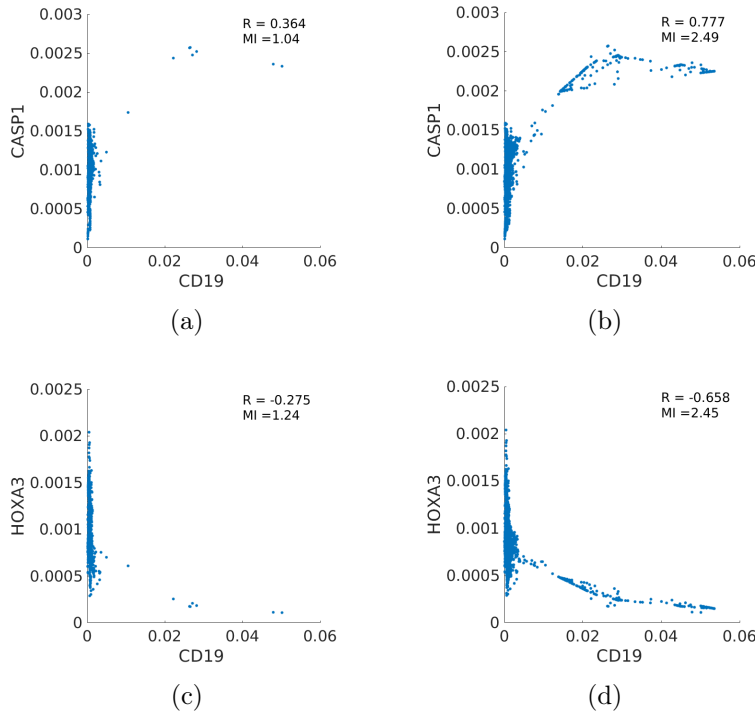 0.003
0.0025
0.002
0.0015
0.001
0.0005
0
CASP1
R = 0.364
MI =1.04
0 0.02 0.04 0.06
CD19
(a)
0.003
0.0025
0.002
0.0015
0.001
0.0005
0
CASP1
R = 0.777
MI =2.49
0 0.02 0.04 0.06
CD19
(b)
0.0025
0.002
0.0015
0.001
0.0005
0
HOXA3
R = -0.275
MI =1.24
0 0.02 0.04 0.06
CD19
(c)
0.0025
0.002
0.0015
0.001
0.0005
0
HOXA3
R = -0.658
MI =2.45
0 0.02 0.04 0.06
CD19
(d)